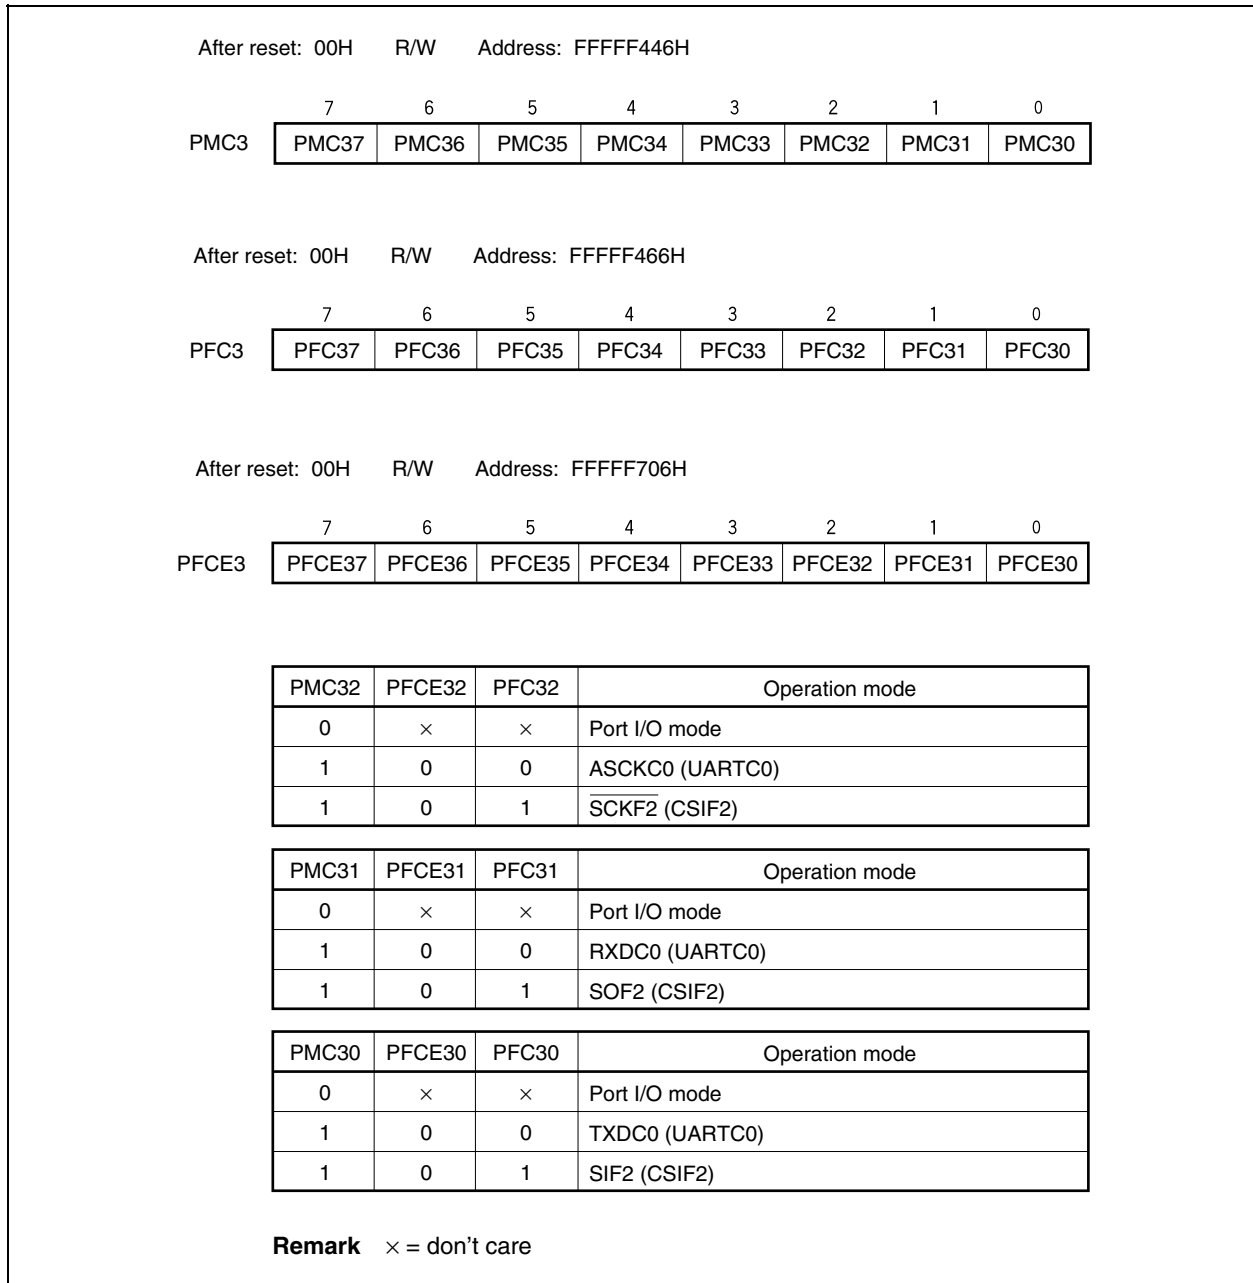 After reset: 00H R/W Address: FFFFF446H
7 6 5 4 3 2 1 0
PMC3 PMC37 PMC36 PMC35 PMC34 PMC33 PMC32 PMC31 PMC30
After reset: 00H R/W Address: FFFFF466H
7 6 5 4 3 2 1 0
PFC3 PFC37 PFC36 PFC35 PFC34 PFC33 PFC32 PFC31 PFC30
After reset: 00H R/W Address: FFFFF706H
7 6 5 4 3 2 1 0
PFCE3 PFCE37 PFCE36 PFCE35 PFCE34 PFCE33 PFCE32 PFCE31 PFCE30
PMC32 PFCE32 PFC32 Operation mode
0 × × Port I/O mode
1 0 0 ASCKC0 (UARTC0)
1 0 1 S̅C̅K̅F̅2̅ (CSIF2)
PMC31 PFCE31 PFC31 Operation mode
0 × × Port I/O mode
1 0 0 RXDC0 (UARTC0)
1 0 1 SOF2 (CSIF2)
PMC30 PFCE30 PFC30 Operation mode
0 × × Port I/O mode
1 0 0 TXDC0 (UARTC0)
1 0 1 SIF2 (CSIF2)
Remark × = don't care